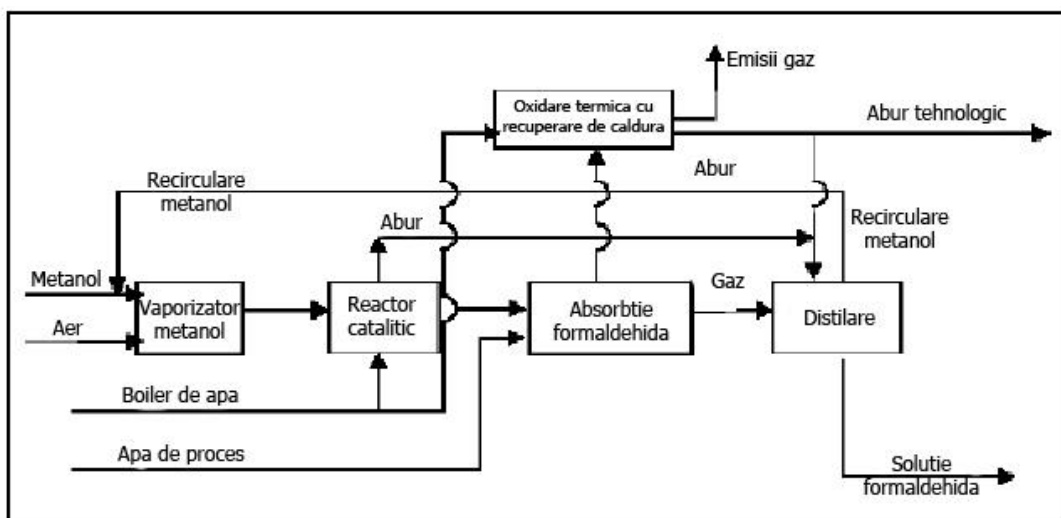 Emisii gaz
Oxidare termica cu
recuperare de caldura
Abur tehnologic
Recirculare
metanol
Abur
Abur
Recirculare
metanol
Metanol
Vaporizator
metanol
Reactor
catalitic
Absorbtie
formaldehida
Gaz
Distilare
Aer
Boiler de apa
Apa de proces
Solutie
formaldehida